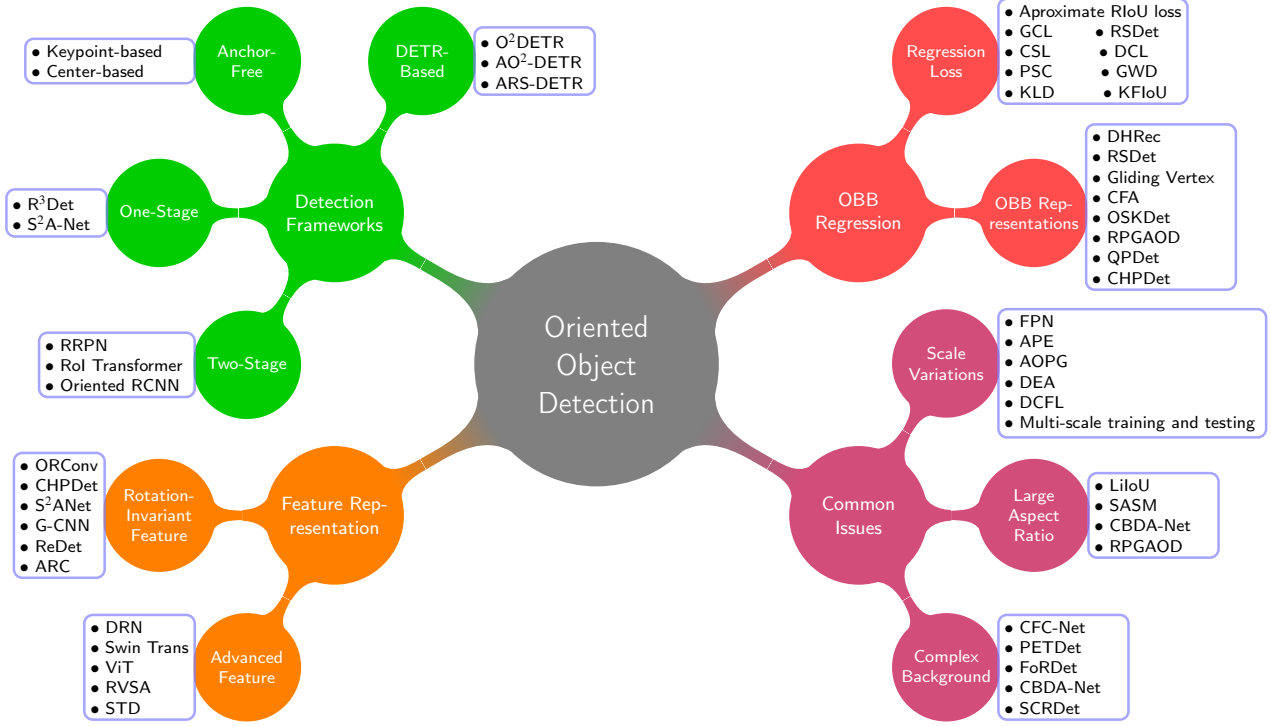 Oriented
Object
Detection
Detection
Frameworks
Anchor-
Free
• Keypoint-based
• Center-based
DETR-
Based
• O²DETR
• AO²-DETR
• ARS-DETR
One-Stage
• R³Det
• S²A-Net
Two-Stage
• RRPN
• RoI Transformer
• Oriented RCNN
Feature Rep-
resentation
Rotation-
Invariant
Feature
• ORConv
• CHPDet
• S²ANet
• G-CNN
• ReDet
• ARC
Advanced
Feature
• DRN
• Swin Trans
• ViT
• RVSA
• STD
OBB
Regression
Regression
Loss
• Aproximate RIoU loss
• GCL • RSDet
• CSL • DCL
• PSC • GWD
• KLD • KFIoU
OBB Rep-
resentations
• DHRec
• RSDet
• Gliding Vertex
• CFA
• OSKDet
• RPGAOD
• QPDet
• CHPDet
Common
Issues
Scale
Variations
• FPN
• APE
• AOPG
• DEA
• DCFL
• Multi-scale training and testing
Large
Aspect
Ratio
• LiIoU
• SASM
• CBDA-Net
• RPGAOD
Complex
Background
• CFC-Net
• PETDet
• FoRDet
• CBDA-Net
• SCRDet